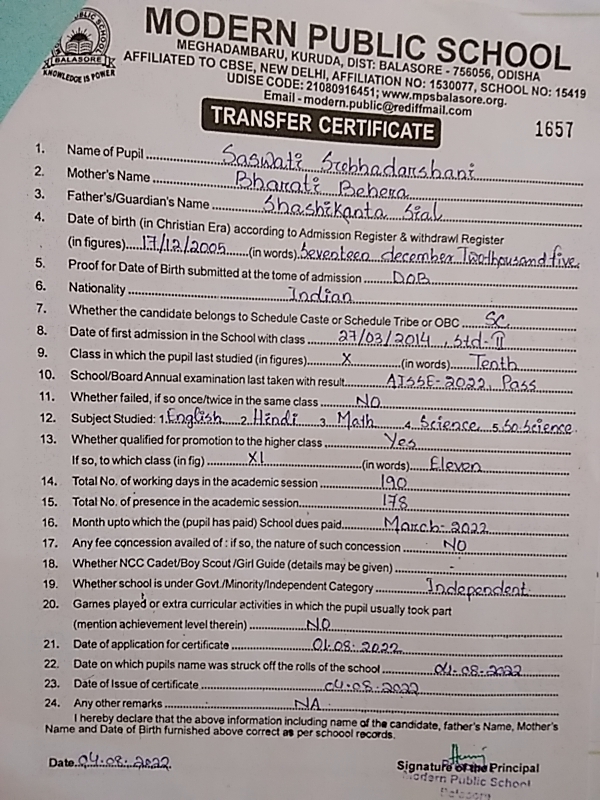 PUBLIC SCHOOL
BALASORE
KNOWLEDGE IS POWER
MODERN PUBLIC SCHOOL
MEGHADAMBARU, KURUDA, DIST: BALASORE - 756056, ODISHA
AFFILIATED TO CBSE, NEW DELHI, AFFILIATION NO: 1530077, SCHOOL NO: 15419
UDISE CODE: 21080916451; www.mpsbalasore.org.
Email - modern.public@rediffmail.com
TRANSFER CERTIFICATE 1657
1. Name of Pupil Saswati Srobhadarshani
2. Mother's Name Bharati Behera
3. Father's/Guardian's Name Shashikanta Sial
4. Date of birth (in Christian Era) according to Admission Register & withdrawl Register
(in figures) 17/12/2005 (in words) Seventeen december Twothousand five
5. Proof for Date of Birth submitted at the tome of admission DOB
6. Nationality Indian
7. Whether the candidate belongs to Schedule Caste or Schedule Tribe or OBC SC
8. Date of first admission in the School with class 27/03/2014, Std-II
9. Class in which the pupil last studied (in figures) X (in words) Tenth
10. School/Board Annual examination last taken with result AISSE-2022, Pass
11. Whether failed, if so once/twice in the same class NO
12. Subject Studied: 1. English 2. Hindi 3. Math 4. Science 5. So.Science
13. Whether qualified for promotion to the higher class Yes
If so, to which class (in fig) XI (in words) Eleven
14. Total No. of working days in the academic session 190
15. Total No. of presence in the academic session 178
16. Month upto which the (pupil has paid) School dues paid March-2022
17. Any fee concession availed of : if so, the nature of such concession NO
18. Whether NCC Cadet/Boy Scout /Girl Guide (details may be given) -
19. Whether school is under Govt./Minority/Independent Category Independent
20. Games played or extra curricular activities in which the pupil usually took part
(mention achievement level therein) NO
21. Date of application for certificate 01.08.2022
22. Date on which pupils name was struck off the rolls of the school 04.08.2022
23. Date of Issue of certificate 04.08.2022
24. Any other remarks NA
I hereby declare that the above information including name of the candidate, father's Name, Mother's
Name and Date of Birth furnished above correct as per schoool records.
Date 04.08.2022 Signature of the Principal
Modern Public School
Balasore